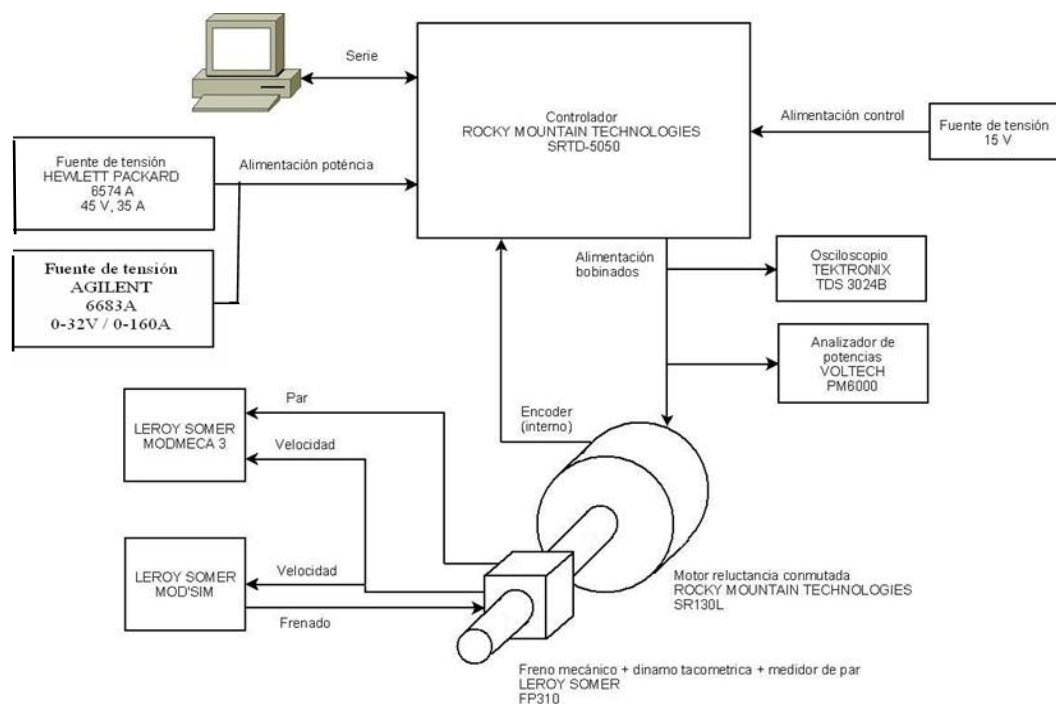 Serie
Controlador
ROCKY MOUNTAIN TECHNOLOGIES
SRTD-5050
Alimentación control
Fuente de tensión
15 V
Fuente de tensión
HEWLETT PACKARD
6574 A
45 V, 35 A
Alimentación poténcia
Fuente de tensión
AGILENT
6683A
0-32V / 0-160A
Alimentación
bobinados
Osciloscopio
TEKTRONIX
TDS 3024B
Analizador de
potencias
VOLTECH
PM6000
Encoder
(interno)
Par
LEROY SOMER
MODMECA 3
Velocidad
LEROY SOMER
MOD'SIM
Velocidad
Frenado
Motor reluctancia conmutada
ROCKY MOUNTAIN TECHNOLOGIES
SR130L
Freno mecánico + dinamo tacometrica + medidor de par
LEROY SOMER
FP310